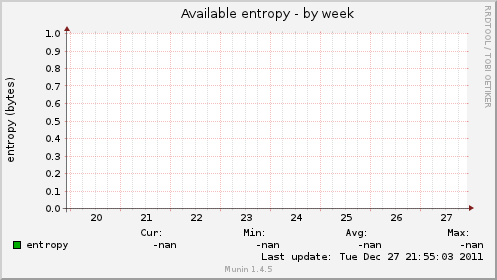 Available entropy - by week
RRDTOOL / TOBI OETIKER
entropy (bytes)
1.0
0.9
0.8
0.7
0.6
0.5
0.4
0.3
0.2
0.1
0.0
20 21 22 23 24 25 26 27
Cur: Min: Avg: Max:
entropy -nan -nan -nan -nan
Last update: Tue Dec 27 21:55:03 2011
Munin 1.4.5